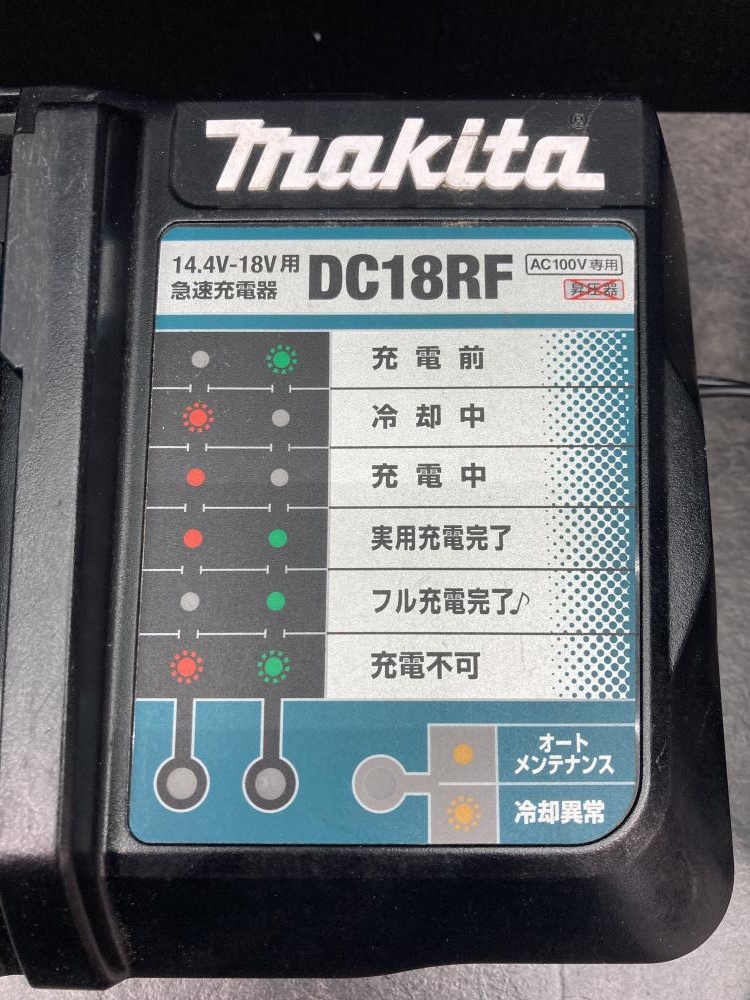 makita®
14.4V-18V用
急速充電器
DC18RF
AC100V専用
昇圧器
充電前
冷却中
充電中
実用充電完了
フル充電完了♪
充電不可
オート
メンテナンス
冷却異常